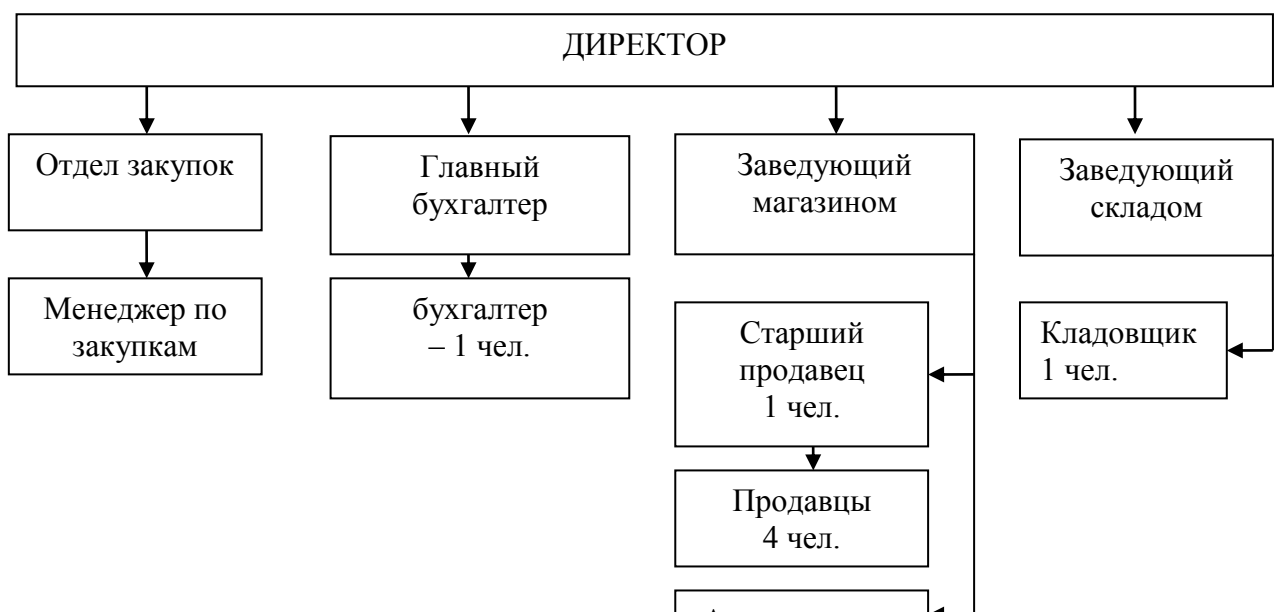 ДИРЕКТОР
Отдел закупок
Главный
бухгалтер
Заведующий
магазином
Заведующий
складом
Менеджер по
закупкам
бухгалтер
– 1 чел.
Старший
продавец
1 чел.
Кладовщик
1 чел.
Продавцы
4 чел.